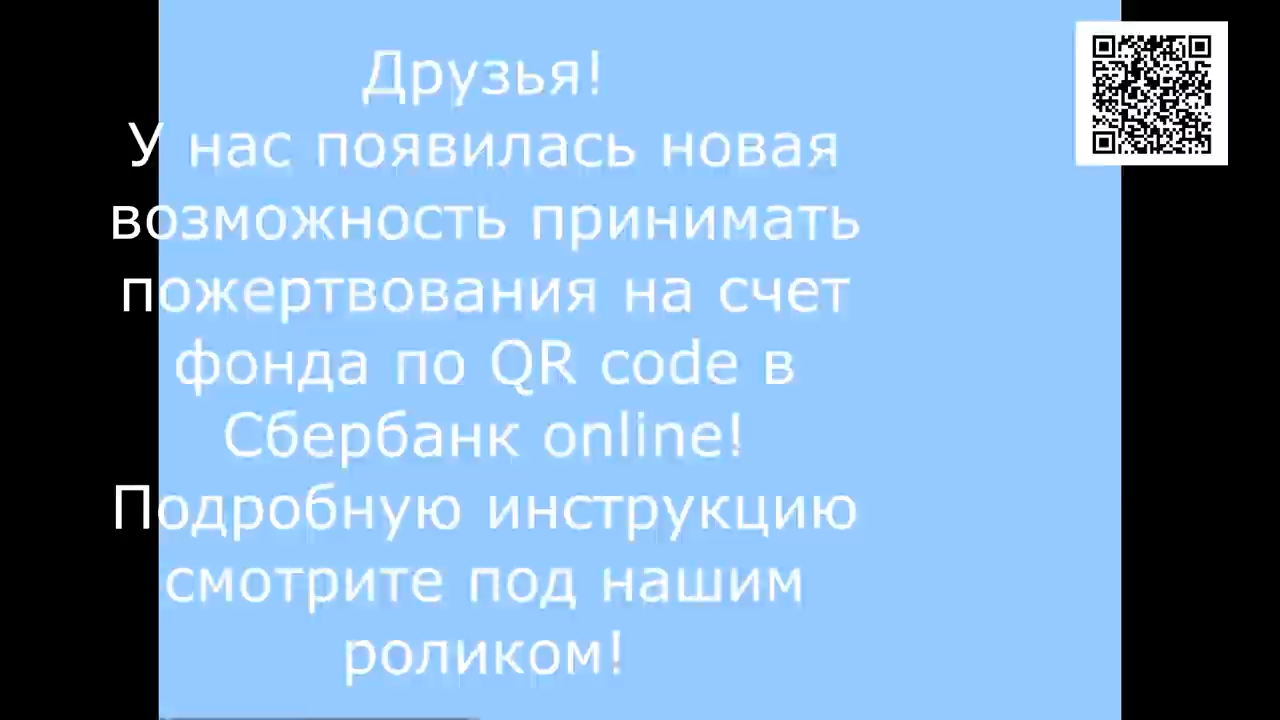 Друзья!
У нас появилась новая
возможность принимать
пожертвования на счет
фонда по QR code в
Сбербанк online!
Подробную инструкцию
смотрите под нашим
роликом!